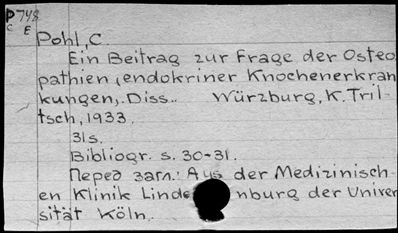 P748
C E
Pohl, C.
Ein Beitrag zur Frage der Osteo
pathien (endokriner Knochenerkran
kungen). Diss.. Würzburg, K. Tril-
tsch, 1933.
31s.
Bibliogr. s. 30-31.
Перед загл.: Aus der Medizinisch-
en Klinik Linde nburg der Univer
sität Köln.